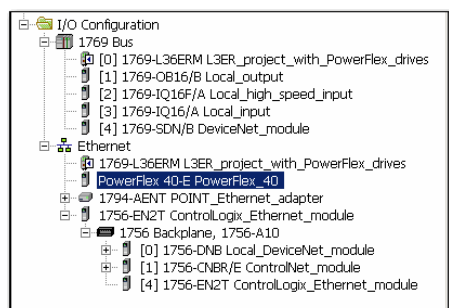 I/O Configuration
1769 Bus
[0] 1769-L36ERM L3ER_project_with_PowerFlex_drives
[1] 1769-OB16/B Local_output
[2] 1769-IQ16F/A Local_high_speed_input
[3] 1769-IQ16/A Local_input
[4] 1769-SDN/B DeviceNet_module
Ethernet
1769-L36ERM L3ER_project_with_PowerFlex_drives
PowerFlex 40-E PowerFlex_40
1794-AENT POINT_Ethernet_adapter
1756-EN2T ControlLogix_Ethernet_module
1756 Backplane, 1756-A10
[0] 1756-DNB Local_DeviceNet_module
[1] 1756-CNBR/E ControlNet_module
[4] 1756-EN2T ControlLogix_Ethernet_module